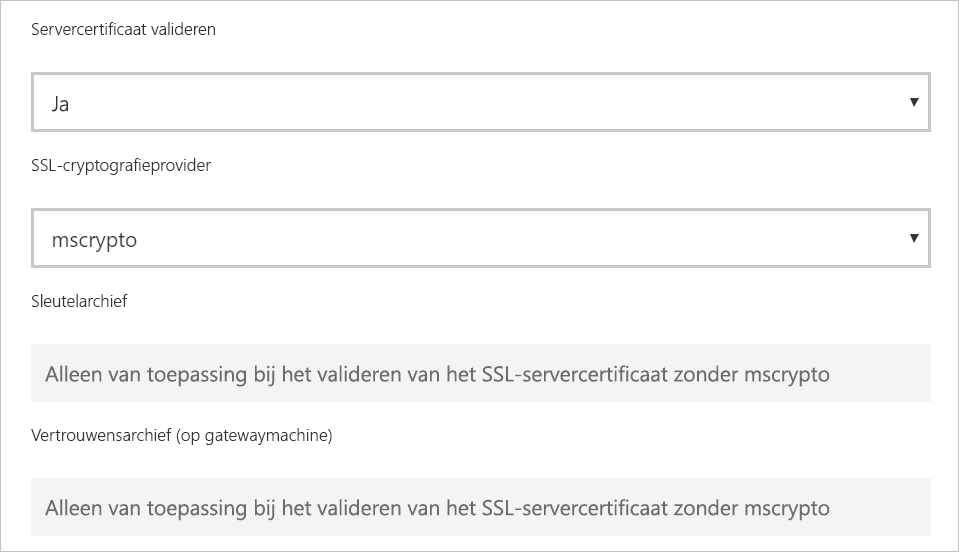 Servercertificaat valideren
Ja
SSL-cryptografieprovider
mscrypto
Sleutelarchief
Alleen van toepassing bij het valideren van het SSL-servercertificaat zonder mscrypto
Vertrouwensarchief (op gatewaymachine)
Alleen van toepassing bij het valideren van het SSL-servercertificaat zonder mscrypto